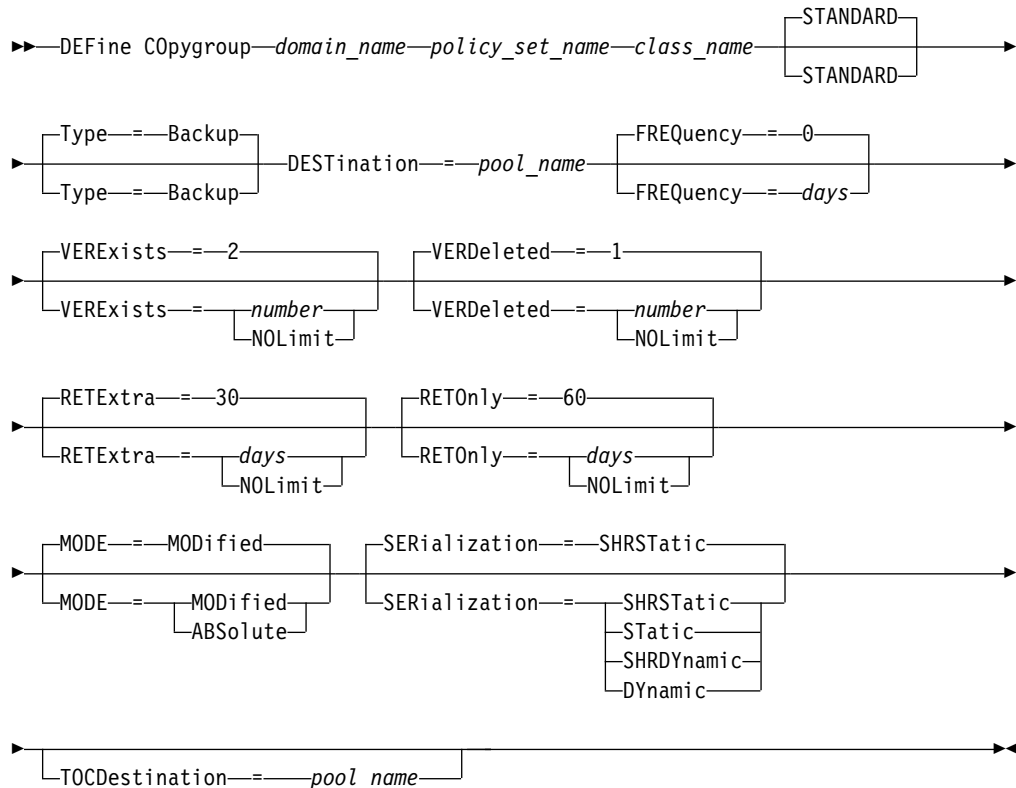 STANDARD
DEFine COpygroup domain_name policy_set_name class_name
STANDARD
Type = Backup FREQuency = 0
DESTination = pool_name
Type = Backup FREQuency = days
VERExists = 2 VERDeleted = 1
VERExists = number VERDeleted = number
NOLimit NOLimit
RETExtra = 30 RETOnly = 60
RETExtra = days RETOnly = days
NOLimit NOLimit
MODE = MODified SERialization = SHRSTatic
MODE = MODified SERialization = SHRSTatic
ABSolute STatic
SHRDYnamic
DYnamic
TOCDestination = pool_name